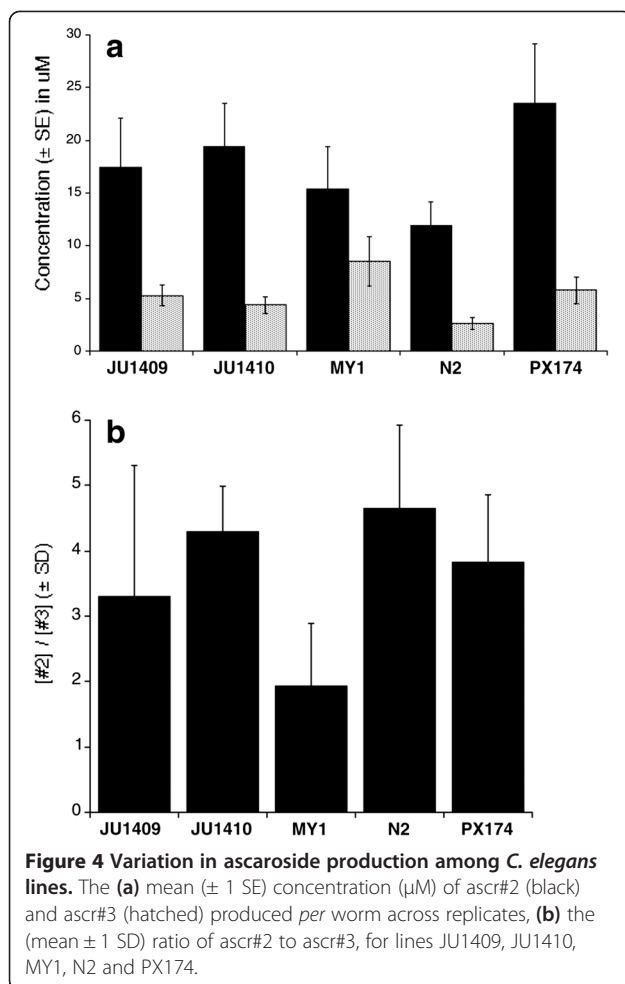 a
Concentration (± SE) in uM
30
25
20
15
10
5
0
JU1409 JU1410 MY1 N2 PX174
b
[#2] / [#3] (± SD)
6
5
4
3
2
1
0
JU1409 JU1410 MY1 N2 PX174
Figure 4 Variation in ascaroside production among C. elegans
lines. The (a) mean (± 1 SE) concentration (μM) of ascr#2 (black)
and ascr#3 (hatched) produced per worm across replicates, (b) the
(mean ± 1 SD) ratio of ascr#2 to ascr#3, for lines JU1409, JU1410,
MY1, N2 and PX174.